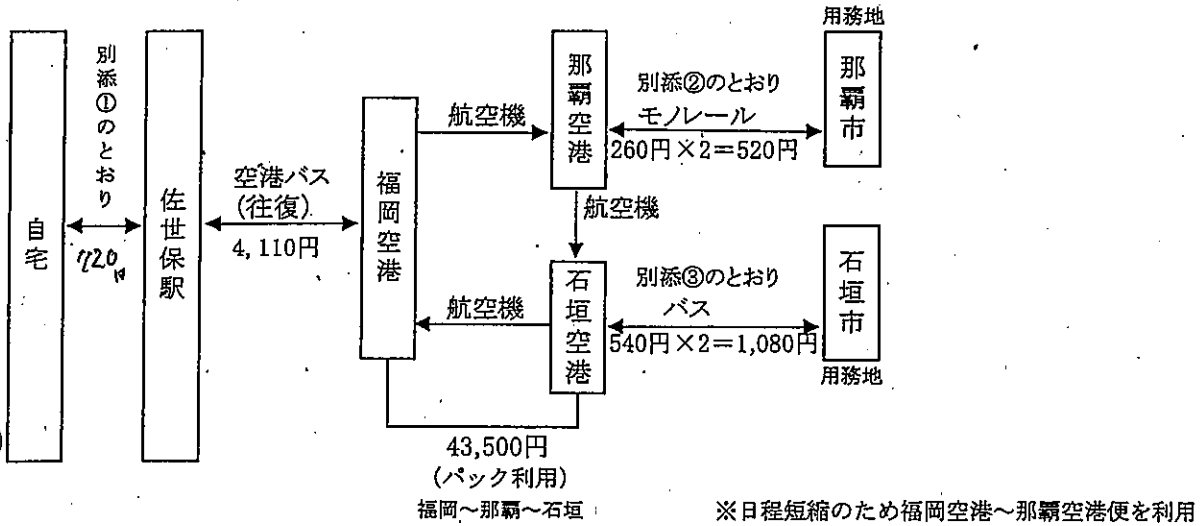 自宅
別添①のとおり
720円
佐世保駅
空港バス
(往復)
4,110円
福岡空港
航空機
那覇空港
別添②のとおり
モノレール
260円×2=520円
用務地
那覇市
航空機
航空機
石垣空港
別添③のとおり
バス
540円×2=1,080円
石垣市
用務地
43,500円
(パック利用)
福岡~那覇~石垣
※日程短縮のため福岡空港~那覇空港便を利用